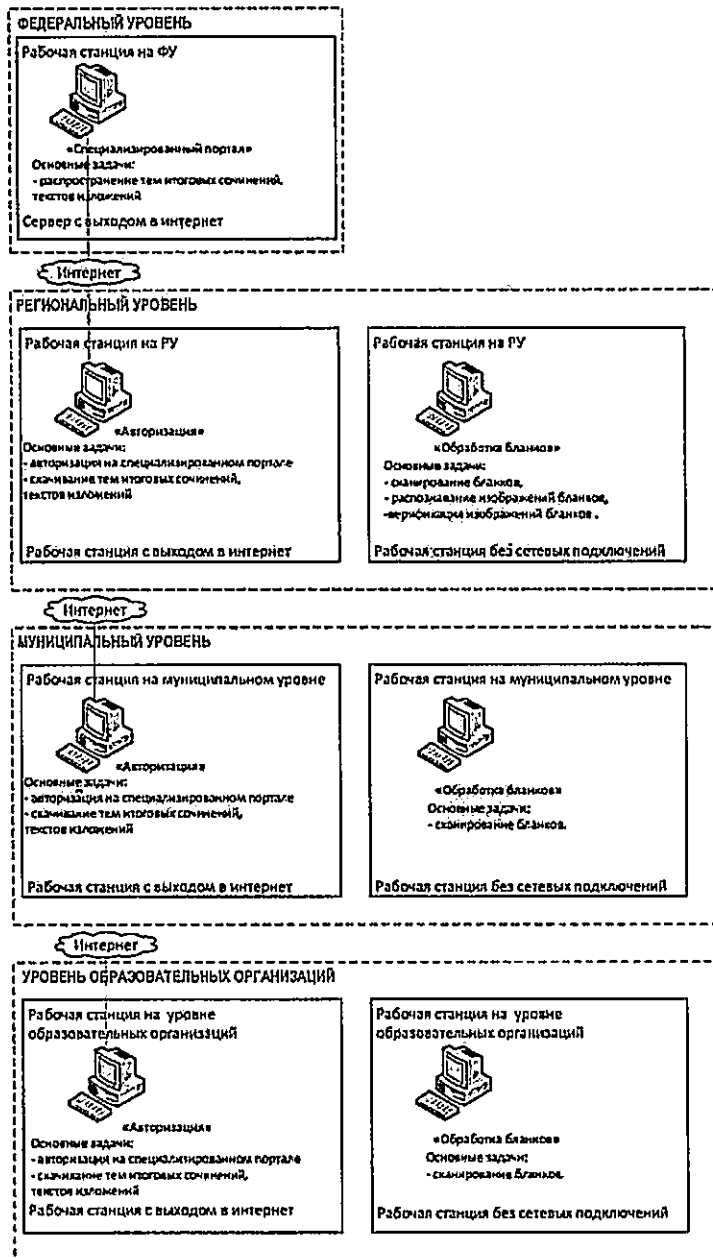 ФЕДЕРАЛЬНЫЙ УРОВЕНЬ
Рабочая станция на ФУ
«Специализированный портал»
Основные задачи:
- распространение тем итоговых сочинений,
текстов изложений
Сервер с выходом в интернет
Интернет
РЕГИОНАЛЬНЫЙ УРОВЕНЬ
Рабочая станция на РУ
«Авторизация»
Основные задачи:
- авторизация на специализированном портале
- скачивание тем итоговых сочинений,
текстов изложений
Рабочая станция с выходом в интернет
Рабочая станция на РУ
«Обработка бланков»
Основные задачи:
- сканирование бланков,
- распознавание изображений бланков,
-верификация изображений бланков .
Рабочая станция без сетевых подключений
Интернет
МУНИЦИПАЛЬНЫЙ УРОВЕНЬ
Рабочая станция на муниципальном уровне
«Авторизация»
Основные задачи:
- авторизация на специализированном портале
- скачивание тем итоговых сочинений,
текстов изложений
Рабочая станция с выходом в интернет
Рабочая станция на муниципальном уровне
«Обработка бланков»
Основные задачи:
- сканирование бланков.
Рабочая станция без сетевых подключений
Интернет
УРОВЕНЬ ОБРАЗОВАТЕЛЬНЫХ ОРГАНИЗАЦИЙ
Рабочая станция на уровне
образовательных организаций
«Авторизация»
Основные задачи:
- авторизация на специализированном портале
- скачивание тем итоговых сочинений,
текстов изложений
Рабочая станция с выходом в интернет
Рабочая станция на уровне
образовательных организаций
«Обработка бланков»
Основные задачи:
- сканирование бланков.
Рабочая станция без сетевых подключений